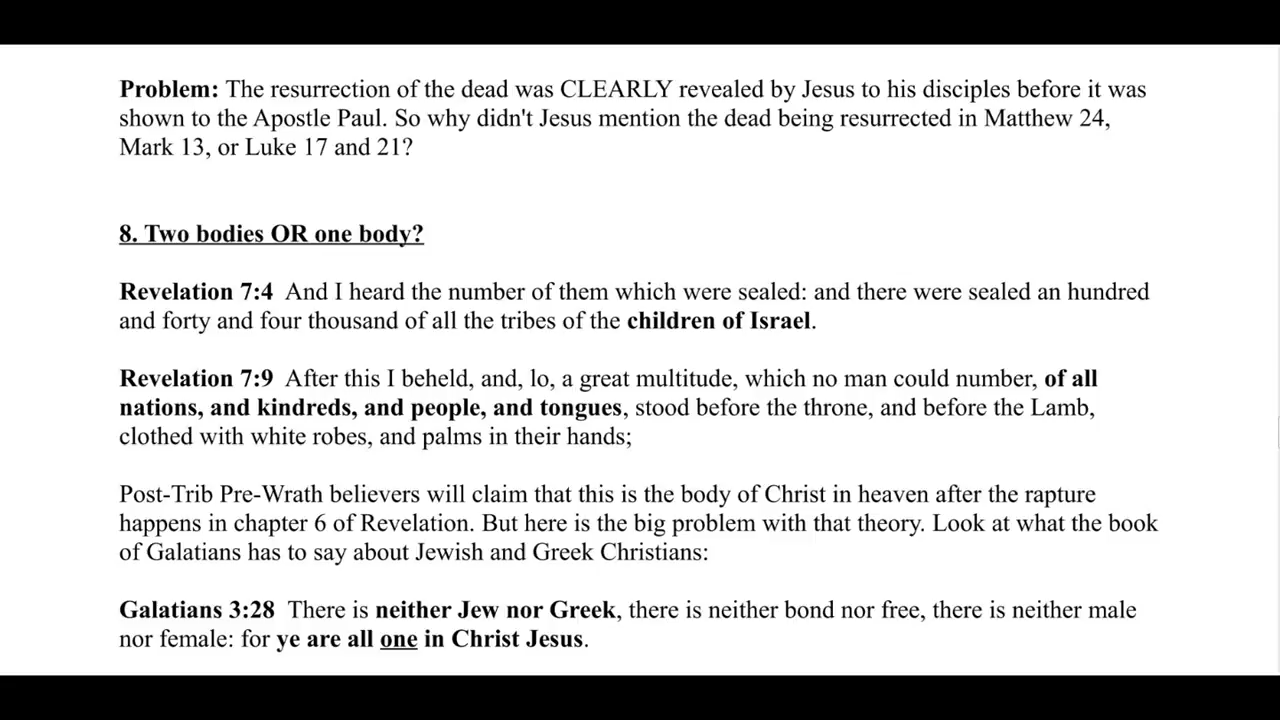 Problem: The resurrection of the dead was CLEARLY revealed by Jesus to his disciples before it was
shown to the Apostle Paul. So why didn't Jesus mention the dead being resurrected in Matthew 24,
Mark 13, or Luke 17 and 21?
8. Two bodies OR one body?
Revelation 7:4 And I heard the number of them which were sealed: and there were sealed an hundred
and forty and four thousand of all the tribes of the children of Israel.
Revelation 7:9 After this I beheld, and, lo, a great multitude, which no man could number, of all
nations, and kindreds, and people, and tongues, stood before the throne, and before the Lamb,
clothed with white robes, and palms in their hands;
Post-Trib Pre-Wrath believers will claim that this is the body of Christ in heaven after the rapture
happens in chapter 6 of Revelation. But here is the big problem with that theory. Look at what the book
of Galatians has to say about Jewish and Greek Christians:
Galatians 3:28 There is neither Jew nor Greek, there is neither bond nor free, there is neither male
nor female: for ye are all one in Christ Jesus.